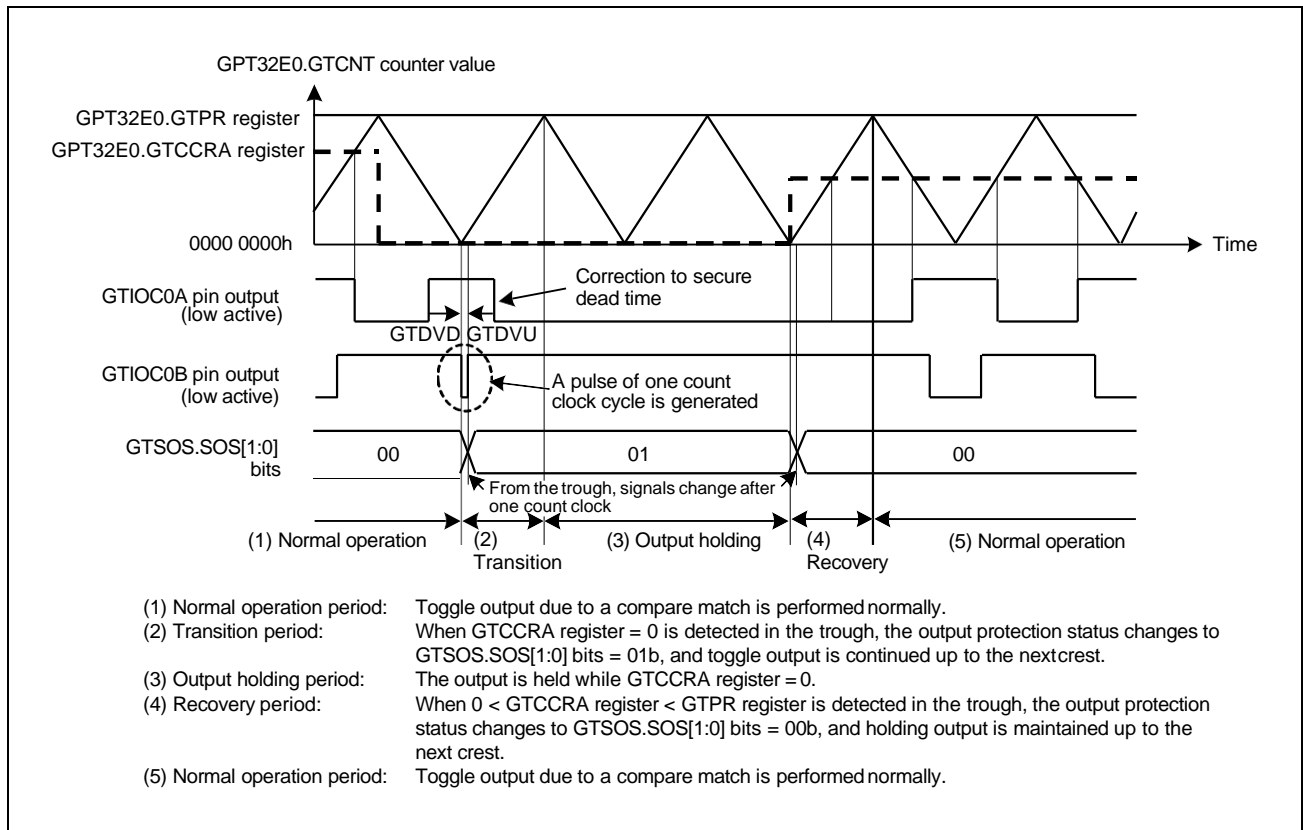 GPT32E0.GTCNT counter value
GPT32E0.GTPR register
GPT32E0.GTCCRA register
0000 0000h
Time
GTIOC0A pin output
(low active)
Correction to secure
dead time
GTDVD GTDVU
GTIOC0B pin output
(low active)
A pulse of one count
clock cycle is generated
GTSOS.SOS[1:0]
bits
00
01
00
From the trough, signals change after
one count clock
(1) Normal operation
(2)
Transition
(3) Output holding
(4)
Recovery
(5) Normal operation
(1) Normal operation period: Toggle output due to a compare match is performed normally.
(2) Transition period: When GTCCRA register = 0 is detected in the trough, the output protection status changes to
GTSOS.SOS[1:0] bits = 01b, and toggle output is continued up to the next crest.
(3) Output holding period: The output is held while GTCCRA register = 0.
(4) Recovery period: When 0 < GTCCRA register < GTPR register is detected in the trough, the output protection
status changes to GTSOS.SOS[1:0] bits = 00b, and holding output is maintained up to the
next crest.
(5) Normal operation period: Toggle output due to a compare match is performed normally.